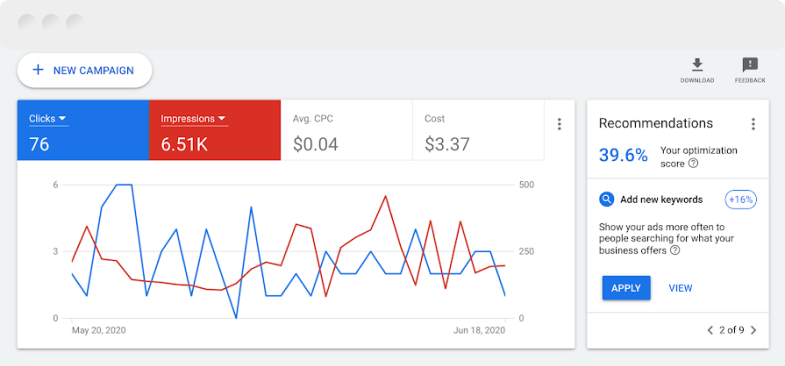 + NEW CAMPAIGN
DOWNLOAD
FEEDBACK
Clicks
76
Impressions
6.51K
Avg. CPC
$0.04
Cost
$3.37
6
500
3
250
0
0
May 20, 2020
Jun 18, 2020
Recommendations
39.6%
Your optimization
score ?
Add new keywords
+16%
Show your ads more often to
people searching for what your
business offers ?
APPLY
VIEW
< 2 of 9 >